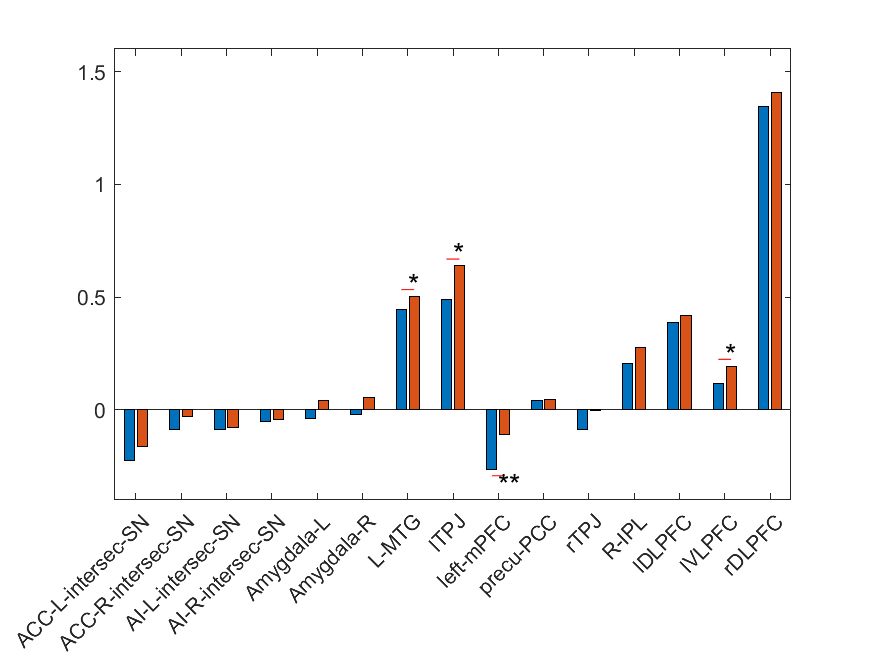 1.5
1
0.5
0
*
*
**
*
ACC-L-intersec-SN
ACC-R-intersec-SN
AI-L-intersec-SN
AI-R-intersec-SN
Amygdala-L
Amygdala-R
L-MTG
lTPJ
left-mPFC
precu-PCC
rTPJ
R-IPL
lDLPFC
lVLPFC
rDLPFC